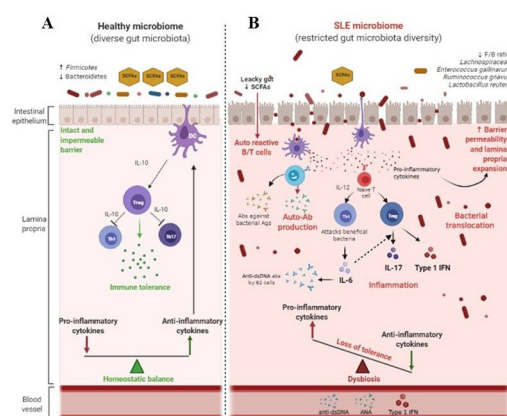 A
Healthy microbiome
(diverse gut microbiota)
↑ Firmicutes
↓ Bacteroidetes
SCFAs
SCFAs
SCFAs
Intestinal
epithelium
Intact and
impermeable
barrier
DC
IL-10
Lamina
propria
Treg
IL-10
IL-10
Th1
Th17
Immune tolerance
Pro-inflammatory
cytokines
Anti-inflammatory
cytokines
Homeostatic balance
Blood
vessel
B
SLE microbiome
(restricted gut microbiota diversity)
Leacky gut
↓ SCFAs
SCFAs
↓ F/B ratio
Lachnospiracea
Enterococcus gallinarum
Ruminococcus gnavus
Lactobacillus reuteri
Auto reactive
B/T cells
↑ Barrier
permeability
and lamina
propria
expansion
Pro-inflammatory
cytokines
Naive T
cell
Abs against
bacterial Ags
Auto-Ab
production
IL-12
Th1
Treg
Bacterial
translocation
Attacks benefical
bacteria
Anti-dsDNA abs
by B2 cells
IL-6
IL-17
Type 1 IFN
Inflammation
Pro-inflammatory
cytokines
Anti-inflammatory
cytokines
Loss of tolerance
Dysbiosis
anti-dsDNA
ANA
Type 1 IFN